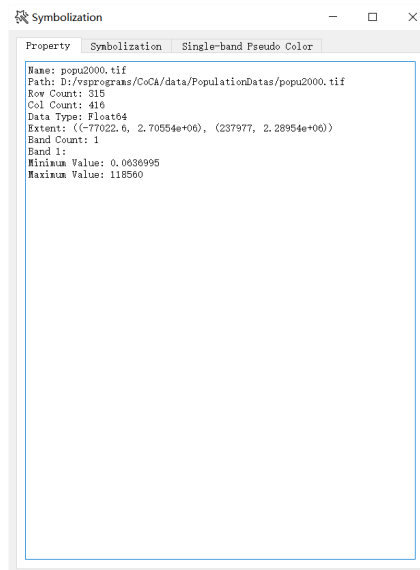 Symbolization
Property Symbolization Single-band Pseudo Color
Name: popu2000.tif
Path: D:/vsprograms/CoCA/data/PopulationDatas/popu2000.tif
Row Count: 315
Col Count: 416
Data Type: Float64
Extent: ((-77022.6, 2.70554e+06), (237977, 2.28954e+06))
Band Count: 1
Band 1:
Minimum Value: 0.0636995
Maximum Value: 118560